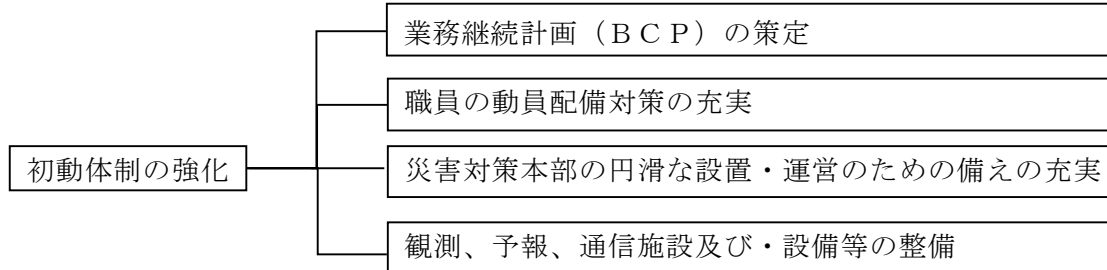 業務継続計画（ＢＣＰ）の策定
職員の動員配備対策の充実
初動体制の強化
災害対策本部の円滑な設置・運営のための備えの充実
観測、予報、通信施設及び・設備等の整備